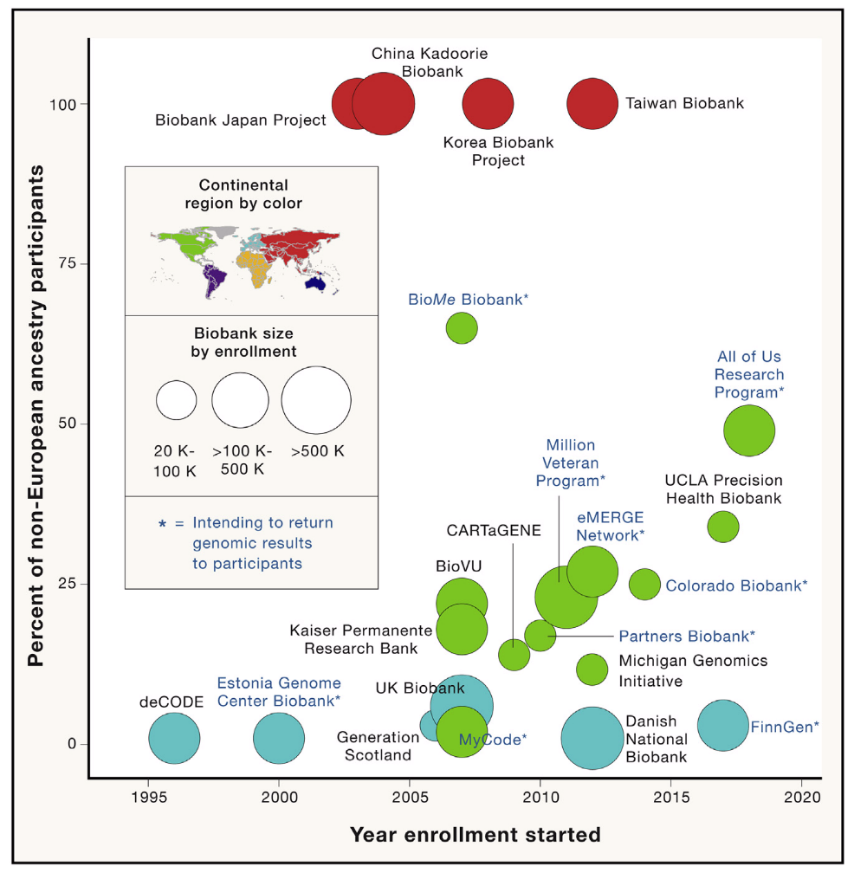 China Kadoorie
Biobank
100
Biobank Japan Project
Taiwan Biobank
Korea Biobank
Project
Continental
region by color
75
BioMe Biobank*
Biobank size
by enrollment
20 K-
100 K
>100 K-
500 K
>500 K
All of Us
Research
Program*
50
Million
Veteran
Program*
UCLA Precision
Health Biobank
* = Intending to return
genomic results
to participants
CARTaGENE
eMERGE
Network*
BioVU
25
Colorado Biobank*
Kaiser Permanente
Research Bank
Partners Biobank*
Michigan Genomics
Initiative
UK Biobank
deCODE
Estonia Genome
Center Biobank*
Generation
Scotland
MyCode*
Danish
National
Biobank
FinnGen*
0
Percent of non-European ancestry participants
1995
2000
2005
2010
2015
2020
Year enrollment started